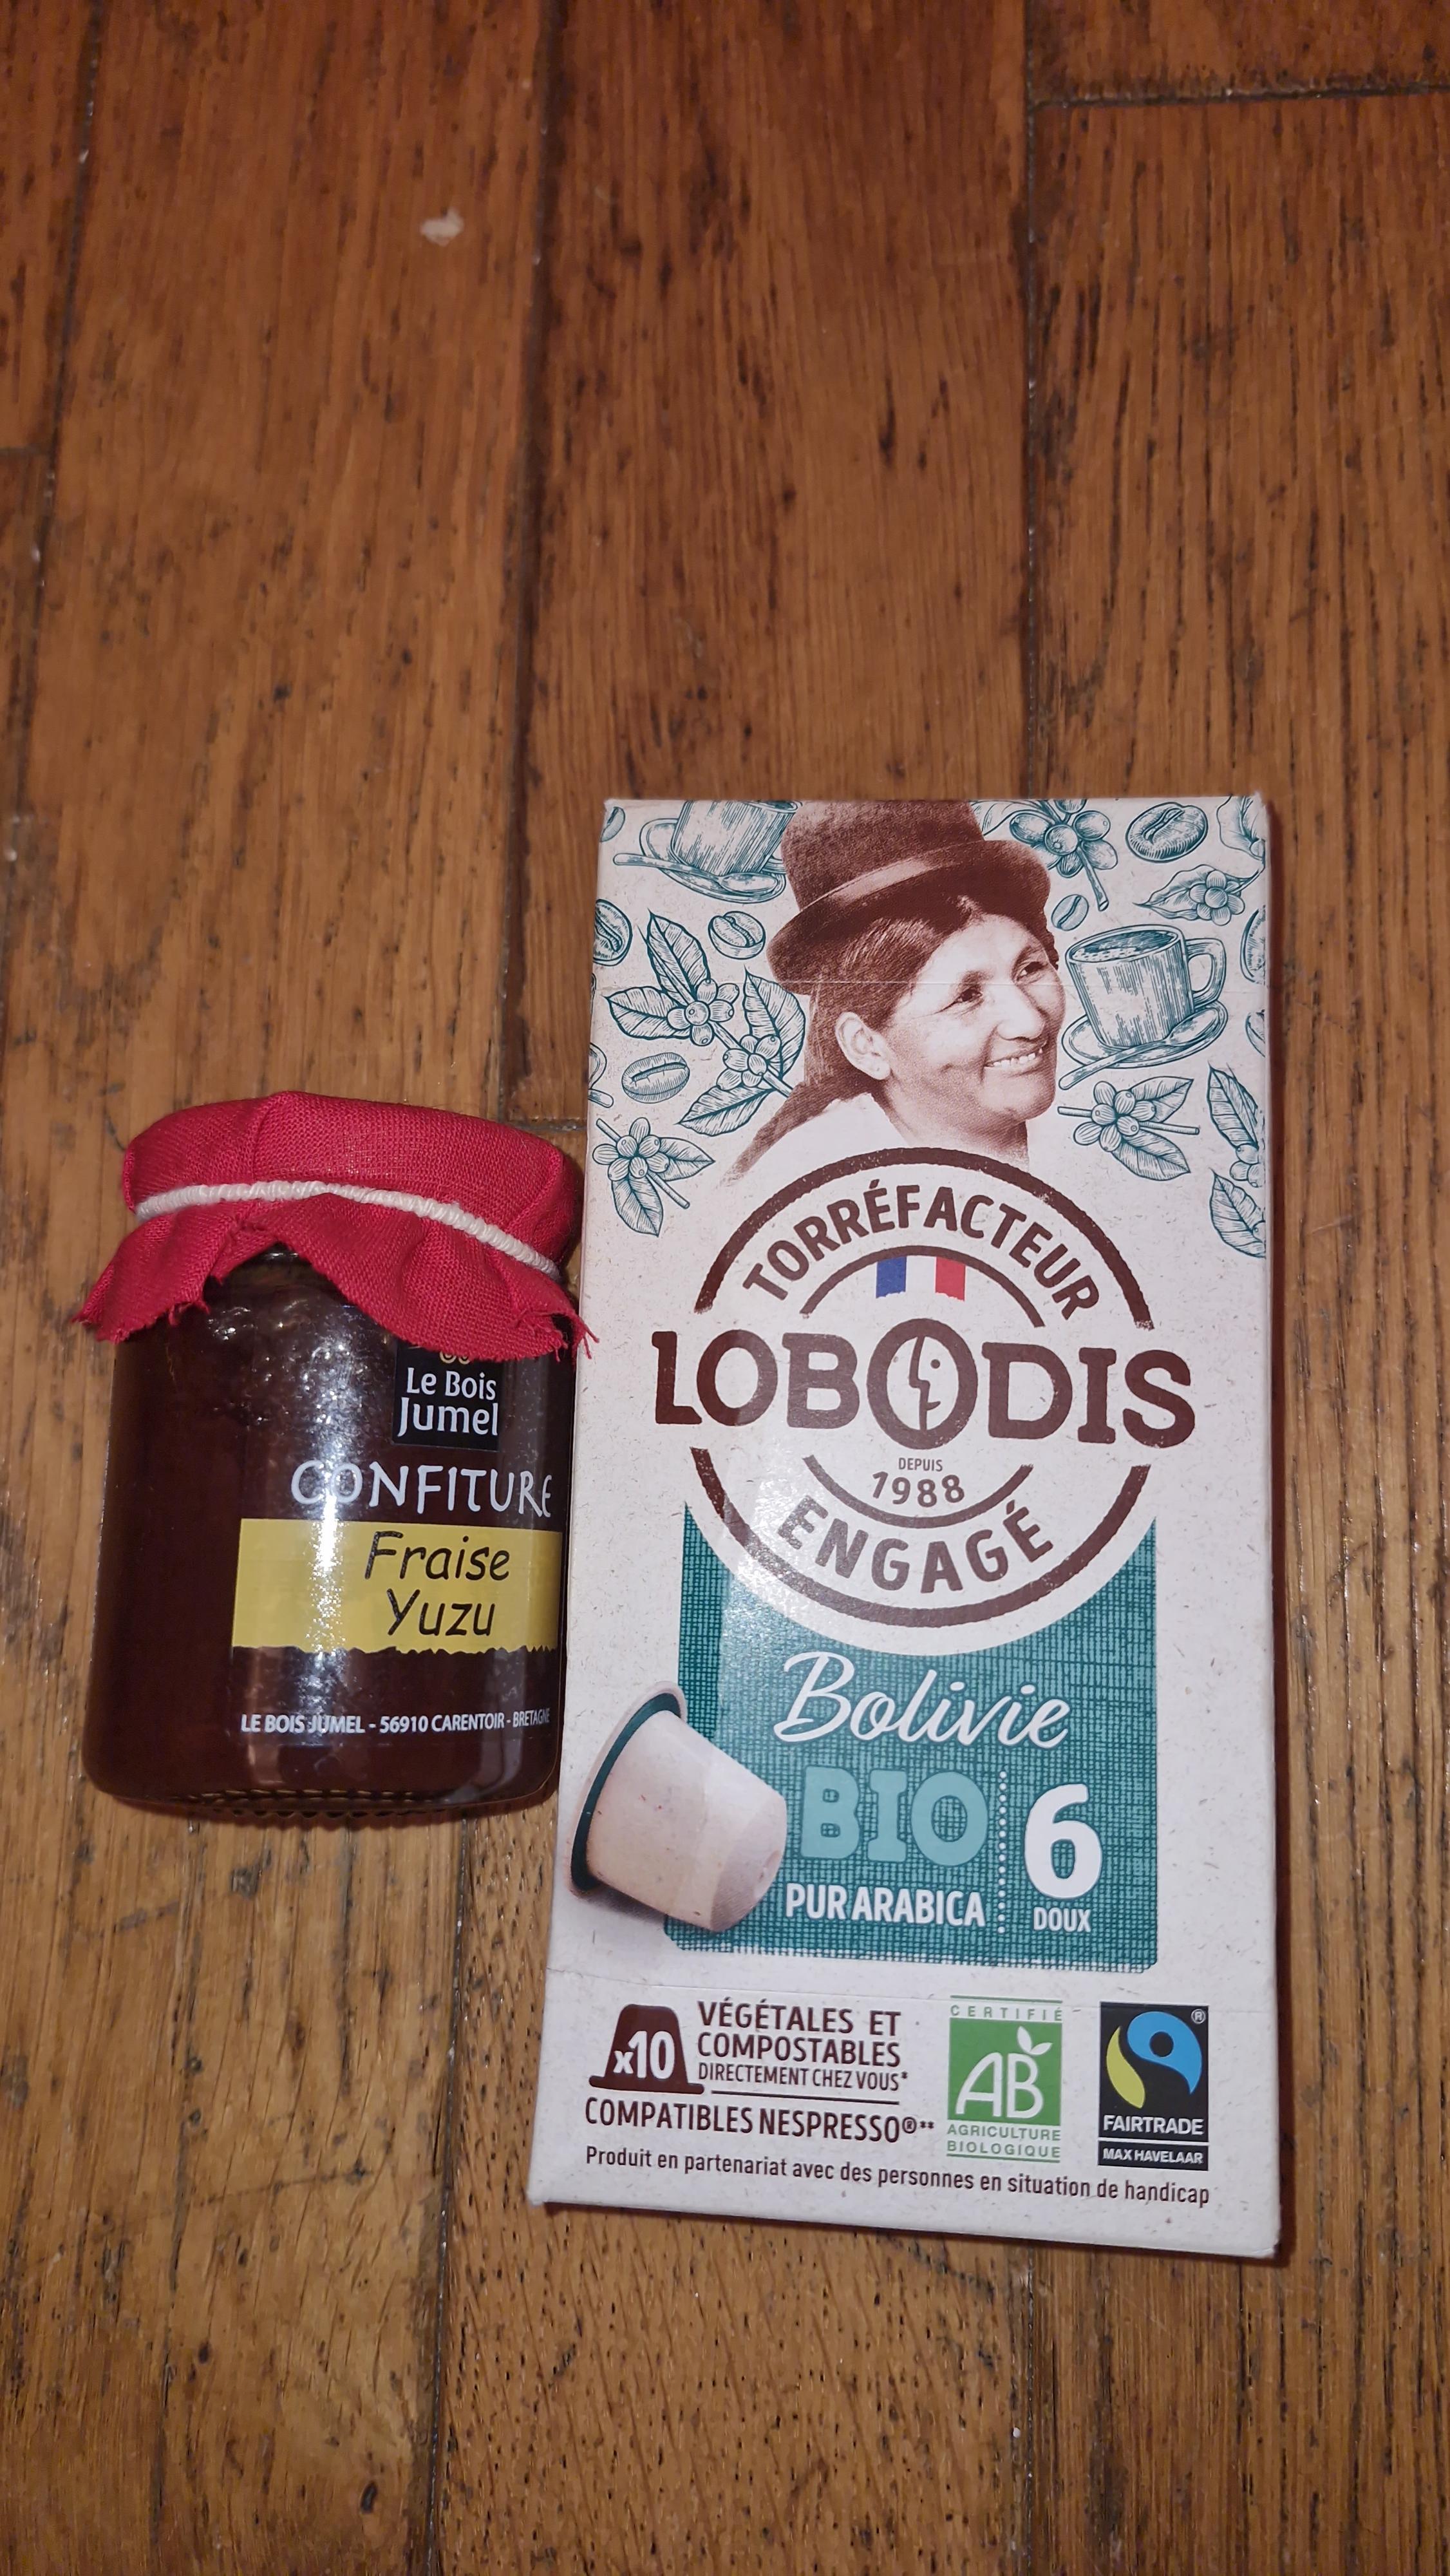 Le Bois
Jumel
CONFITURE
Fraise
Yuzu
LE BOIS JUMEL - 56910 CARENTOIR - BRETAGNE
TORRÉFACTEUR
LOBODIS
DEPUIS
1988
ENGAGÉ
Bolivie
BIO
6
PUR ARABICA
DOUX
x10
VÉGÉTALES ET
COMPOSTABLES
DIRECTEMENT CHEZ VOUS*
COMPATIBLES NESPRESSO®**
CERTIFIÉ
AB
AGRICULTURE
BIOLOGIQUE
®
FAIRTRADE
MAX HAVELAAR
Produit en partenariat avec des personnes en situation de handicap